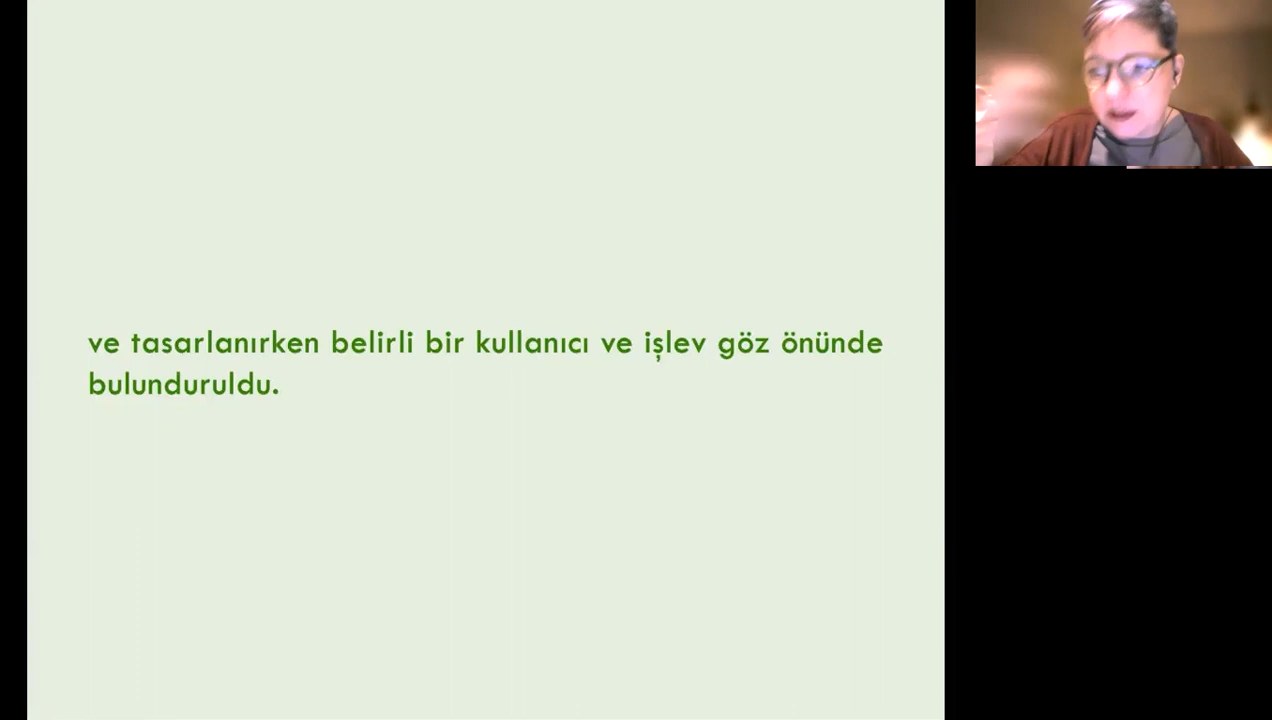 ve tasarlanırken belirli bir kullanıcı ve işlev göz önünde
bulunduruldu.